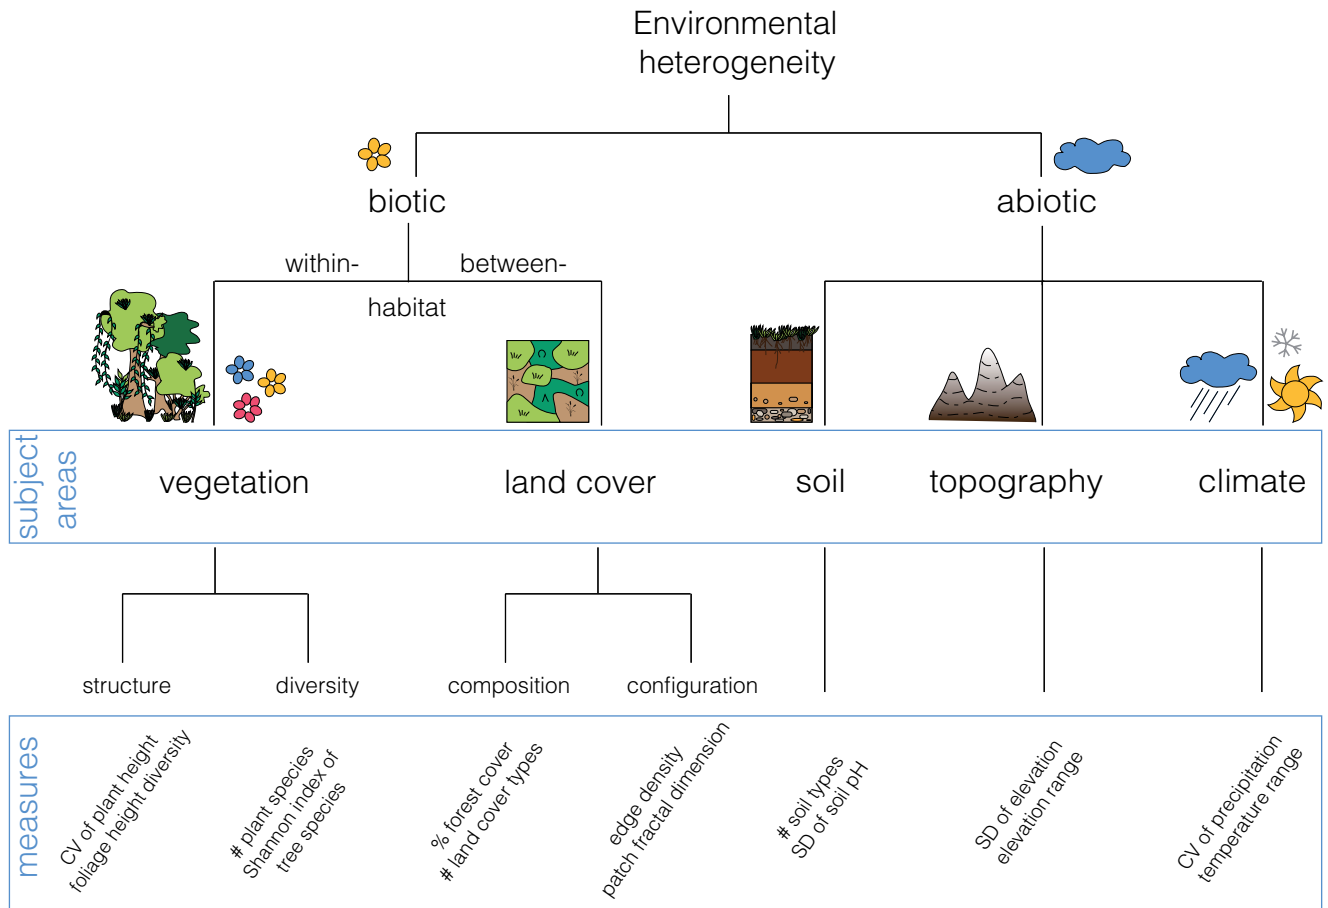 Environmental
heterogeneity
biotic
abiotic
within-
between-
habitat
subject
areas
vegetation
land cover
soil
topography
climate
structure
diversity
composition
configuration
measures
CV of plant height
foliage height diversity
# plant species
Shannon index of
tree species
% forest cover
# land cover types
edge density
patch fractal dimension
# soil types
SD of soil pH
SD of elevation
elevation range
CV of precipitation
temperature range